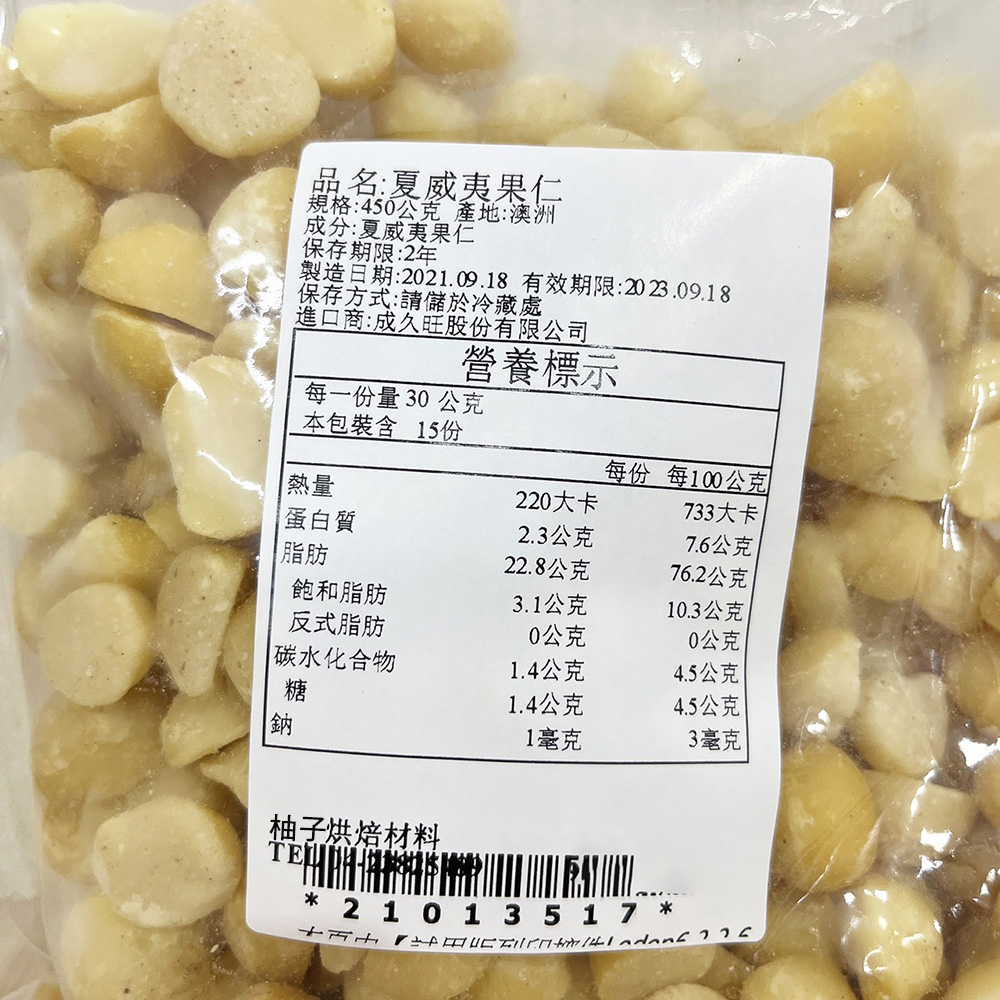 品名:夏威夷果仁
規格:450公克 產地:澳洲
成分:夏威夷果仁
保存期限:2年
製造日期:2021.09.18 有效期限:2023.09.18
保存方式:請儲於冷藏處
進口商:成久旺股份有限公司
營養標示
每一份量 30 公克
本包裝含 15份
每份 每100公克
熱量 220大卡 733大卡
蛋白質 2.3公克 7.6公克
脂肪 22.8公克 76.2公克
飽和脂肪 3.1公克 10.3公克
反式脂肪 0公克 0公克
碳水化合物 1.4公克 4.5公克
糖 1.4公克 4.5公克
鈉 1毫克 3毫克
柚子烘焙材料
TEL
*21013517*